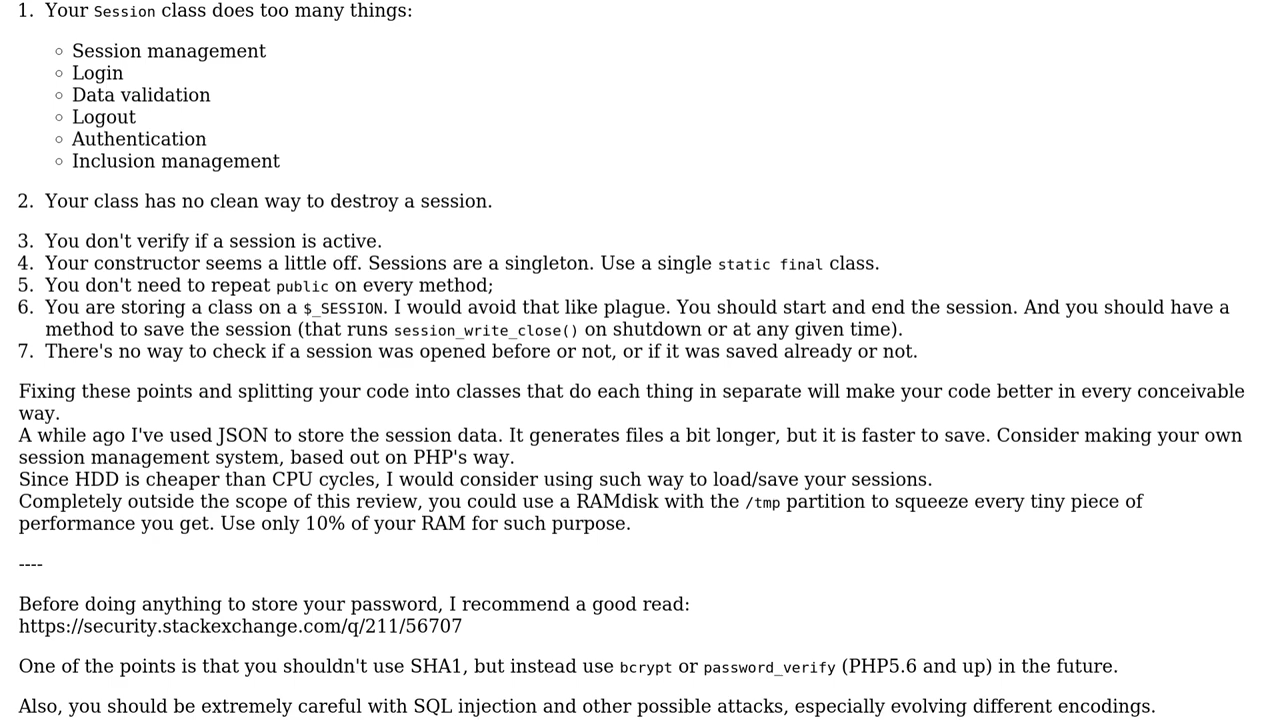 1. Your Session class does too many things:
◦ Session management
◦ Login
◦ Data validation
◦ Logout
◦ Authentication
◦ Inclusion management
2. Your class has no clean way to destroy a session.
3. You don't verify if a session is active.
4. Your constructor seems a little off. Sessions are a singleton. Use a single static final class.
5. You don't need to repeat public on every method;
6. You are storing a class on a $_SESSION. I would avoid that like plague. You should start and end the session. And you should have a
method to save the session (that runs session_write_close() on shutdown or at any given time).
7. There's no way to check if a session was opened before or not, or if it was saved already or not.
Fixing these points and splitting your code into classes that do each thing in separate will make your code better in every conceivable
way.
A while ago I've used JSON to store the session data. It generates files a bit longer, but it is faster to save. Consider making your own
session management system, based out on PHP's way.
Since HDD is cheaper than CPU cycles, I would consider using such way to load/save your sessions.
Completely outside the scope of this review, you could use a RAMdisk with the /tmp partition to squeeze every tiny piece of
performance you get. Use only 10% of your RAM for such purpose.
----
Before doing anything to store your password, I recommend a good read:
https://security.stackexchange.com/q/211/56707
One of the points is that you shouldn't use SHA1, but instead use bcrypt or password_verify (PHP5.6 and up) in the future.
Also, you should be extremely careful with SQL injection and other possible attacks, especially evolving different encodings.